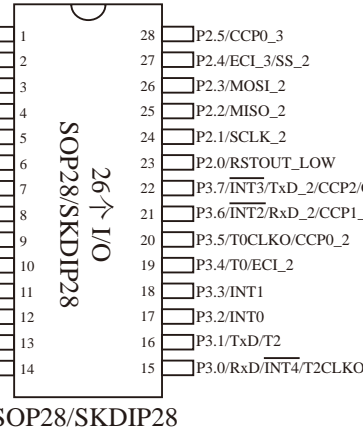 1 28 P2.5/CCP0_3
2 27 P2.4/ECI_3/SS_2
3 26 P2.3/MOSI_2
4 25 P2.2/MISO_2
5 24 P2.1/SCLK_2
6 23 P2.0/RSTOUT_LOW
7 22 P3.7/INT3/TxD_2/CCP2/
8 21 P3.6/INT2/RxD_2/CCP1_
9 20 P3.5/T0CLKO/CCP0_2
10 19 P3.4/T0/ECI_2
11 18 P3.3/INT1
12 17 P3.2/INT0
13 16 P3.1/TxD/T2
14 15 P3.0/RxD/INT4/T2CLKO
26个 I/O
SOP28/SKDIP28
SOP28/SKDIP28